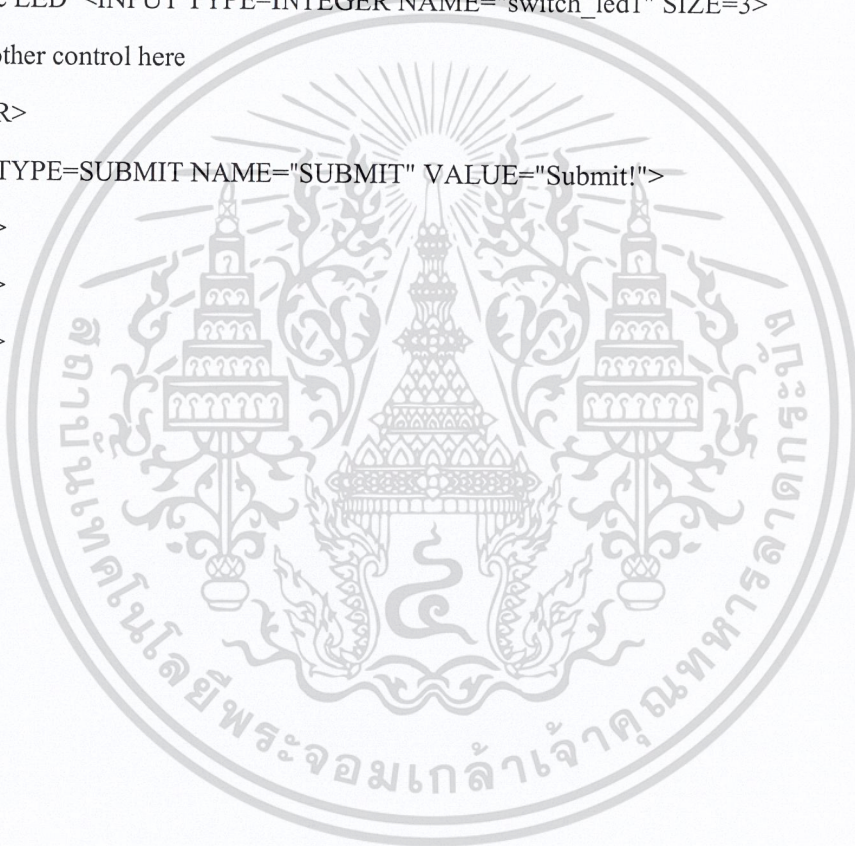 LED <INPUT TYPE=INTEGER NAME="switch_led1" SIZE=3>
other control here
R>
TYPE=SUBMIT NAME="SUBMIT" VALUE="Submit!">
>
>
>
สถาบันเทคโนโลยีพระจอมเกล้าเจ้าคุณทหารลาดกระบัง
๔